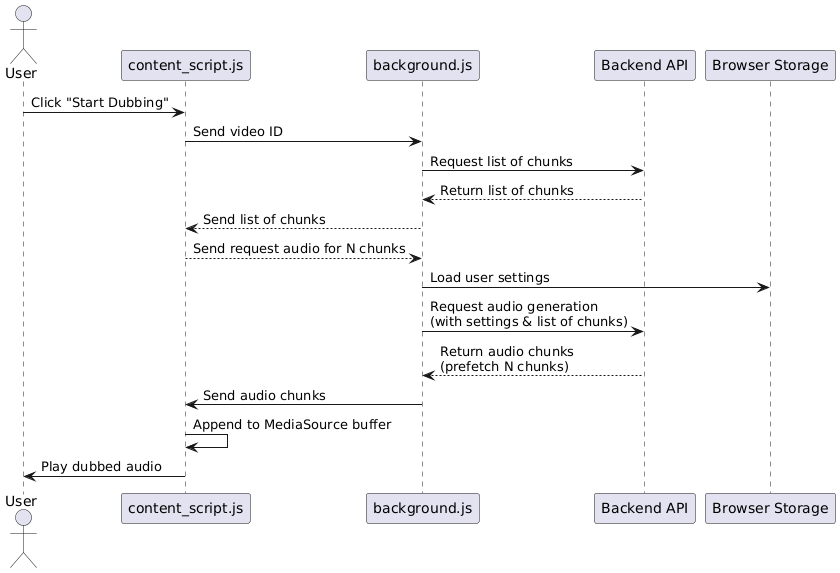 User
content_script.js
background.js
Backend API
Browser Storage
Click "Start Dubbing"
Send video ID
Request list of chunks
Return list of chunks
Send list of chunks
Send request audio for N chunks
Load user settings
Request audio generation
(with settings & list of chunks)
Return audio chunks
(prefetch N chunks)
Send audio chunks
Append to MediaSource buffer
Play dubbed audio
User
content_script.js
background.js
Backend API
Browser Storage